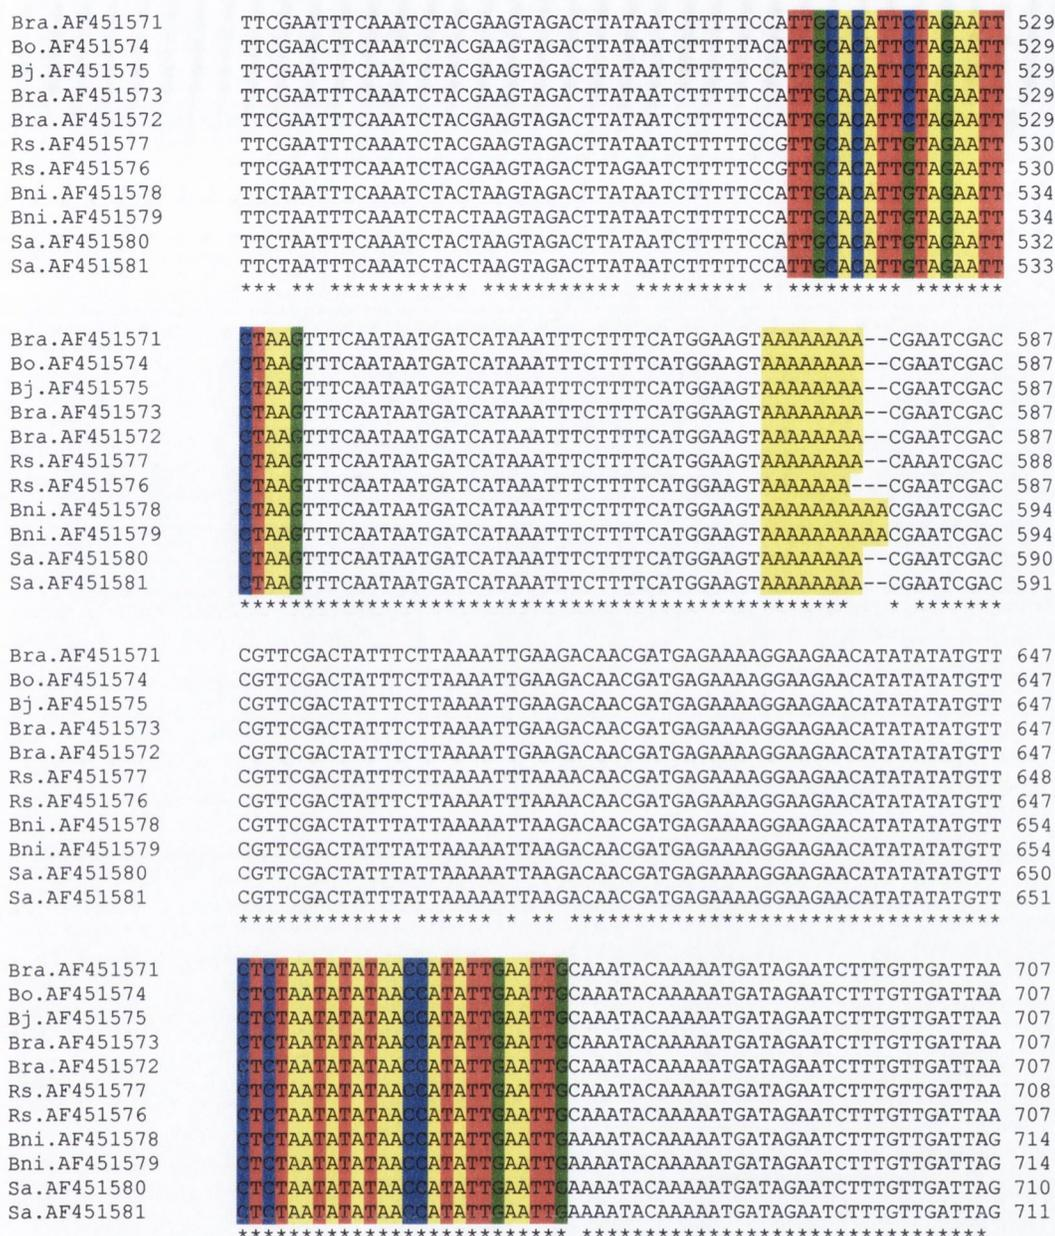 Bra.AF451571 TTCGAATTTCAAATCTACGAAGTAGACTTATAATCTTTTTCCATTGCACATTCTAGAATT 529
Bo.AF451574 TTCGAACTTCAAATCTACGAAGTAGACTTATAATCTTTTTACATTGCACATTCTAGAATT 529
Bj.AF451575 TTCGAATTTCAAATCTACGAAGTAGACTTATAATCTTTTTCCATTGCACATTCTAGAATT 529
Bra.AF451573 TTCGAATTTCAAATCTACGAAGTAGACTTATAATCTTTTTCCATTGCACATTCTAGAATT 529
Bra.AF451572 TTCGAATTTCAAATCTACGAAGTAGACTTATAATCTTTTTCCATTGCACATTCTAGAATT 529
Rs.AF451577 TTCGAATTTCAAATCTACGAAGTAGACTTATAATCTTTTTCCGTTGCACATTGTAGAATT 530
Rs.AF451576 TTCGAATTTCAAATCTACGAAGTAGACTTAGAATCTTTTTCCGTTGCACATTGTAGAATT 530
Bni.AF451578 TTCTAATTTCAAATCTACTAAGTAGACTTATAATCTTTTTCCATTGCACATTGTAGAATT 534
Bni.AF451579 TTCTAATTTCAAATCTACTAAGTAGACTTATAATCTTTTTCCATTGCACATTGTAGAATT 534
Sa.AF451580 TTCTAATTTCAAATCTACTAAGTAGACTTATAATCTTTTTCCATTGCACATTGTAGAATT 532
Sa.AF451581 TTCTAATTTCAAATCTACTAAGTAGACTTATAATCTTTTTCCATTGCACATTGTAGAATT 533
*** ** *********** *********** ********* * ********* *******
Bra.AF451571 CTAAGTTTCAATAATGATCATAAATTTCTTTTCATGGAAGTAAAAAAAA--CGAATCGAC 587
Bo.AF451574 CTAAGTTTCAATAATGATCATAAATTTCTTTTCATGGAAGTAAAAAAAA--CGAATCGAC 587
Bj.AF451575 CTAAGTTTCAATAATGATCATAAATTTCTTTTCATGGAAGTAAAAAAAA--CGAATCGAC 587
Bra.AF451573 CTAAGTTTCAATAATGATCATAAATTTCTTTTCATGGAAGTAAAAAAAA--CGAATCGAC 587
Bra.AF451572 CTAAGTTTCAATAATGATCATAAATTTCTTTTCATGGAAGTAAAAAAAA--CGAATCGAC 587
Rs.AF451577 CTAAGTTTCAATAATGATCATAAATTTCTTTTCATGGAAGTAAAAAAAA--CAAATCGAC 588
Rs.AF451576 CTAAGTTTCAATAATGATCATAAATTTCTTTTCATGGAAGTAAAAAAA---CGAATCGAC 587
Bni.AF451578 CTAAGTTTCAATAATGATCATAAATTTCTTTTCATGGAAGTAAAAAAAAAACGAATCGAC 594
Bni.AF451579 CTAAGTTTCAATAATGATCATAAATTTCTTTTCATGGAAGTAAAAAAAAAACGAATCGAC 594
Sa.AF451580 CTAAGTTTCAATAATGATCATAAATTTCTTTTCATGGAAGTAAAAAAAA--CGAATCGAC 590
Sa.AF451581 CTAAGTTTCAATAATGATCATAAATTTCTTTTCATGGAAGTAAAAAAAA--CGAATCGAC 591
************************************************   * *******
Bra.AF451571 CGTTCGACTATTTCTTAAAATTGAAGACAACGATGAGAAAAGGAAGAACATATATATGTT 647
Bo.AF451574 CGTTCGACTATTTCTTAAAATTGAAGACAACGATGAGAAAAGGAAGAACATATATATGTT 647
Bj.AF451575 CGTTCGACTATTTCTTAAAATTGAAGACAACGATGAGAAAAGGAAGAACATATATATGTT 647
Bra.AF451573 CGTTCGACTATTTCTTAAAATTGAAGACAACGATGAGAAAAGGAAGAACATATATATGTT 647
Bra.AF451572 CGTTCGACTATTTCTTAAAATTGAAGACAACGATGAGAAAAGGAAGAACATATATATGTT 647
Rs.AF451577 CGTTCGACTATTTCTTAAAATTTAAAACAACGATGAGAAAAGGAAGAACATATATATGTT 648
Rs.AF451576 CGTTCGACTATTTCTTAAAATTTAAAACAACGATGAGAAAAGGAAGAACATATATATGTT 647
Bni.AF451578 CGTTCGACTATTTATTAAAAATTAAGACAACGATGAGAAAAGGAAGAACATATATATGTT 654
Bni.AF451579 CGTTCGACTATTTATTAAAAATTAAGACAACGATGAGAAAAGGAAGAACATATATATGTT 654
Sa.AF451580 CGTTCGACTATTTATTAAAAATTAAGACAACGATGAGAAAAGGAAGAACATATATATGTT 650
Sa.AF451581 CGTTCGACTATTTATTAAAAATTAAGACAACGATGAGAAAAGGAAGAACATATATATGTT 651
************* ****** * ** **********************************
Bra.AF451571 CTCTAATATATAACCATATTGAATTGCAAATACAAAAATGATAGAATCTTTGTTGATTAA 707
Bo.AF451574 CTCTAATATATAACCATATTGAATTGCAAATACAAAAATGATAGAATCTTTGTTGATTAA 707
Bj.AF451575 CTCTAATATATAACCATATTGAATTGCAAATACAAAAATGATAGAATCTTTGTTGATTAA 707
Bra.AF451573 CTCTAATATATAACCATATTGAATTGCAAATACAAAAATGATAGAATCTTTGTTGATTAA 707
Bra.AF451572 CTCTAATATATAACCATATTGAATTGCAAATACAAAAATGATAGAATCTTTGTTGATTAA 707
Rs.AF451577 CTCTAATATATAACCATATTGAATTGCAAATACAAAAATGATAGAATCTTTGTTGATTAA 708
Rs.AF451576 CTCTAATATATAACCATATTGAATTGCAAATACAAAAATGATAGAATCTTTGTTGATTAA 707
Bni.AF451578 CTCTAATATATAACCATATTGAATTGAAAATACAAAAATGATAGAATCTTTGTTGATTAG 714
Bni.AF451579 CTCTAATATATAACCATATTGAATTGAAAATACAAAAATGATAGAATCTTTGTTGATTAG 714
Sa.AF451580 CTCTAATATATAACCATATTGAATTGAAAATACAAAAATGATAGAATCTTTGTTGATTAG 710
Sa.AF451581 CTCTAATATATAACCATATTGAATTGAAAATACAAAAATGATAGAATCTTTGTTGATTAG 711
************************** ********************************